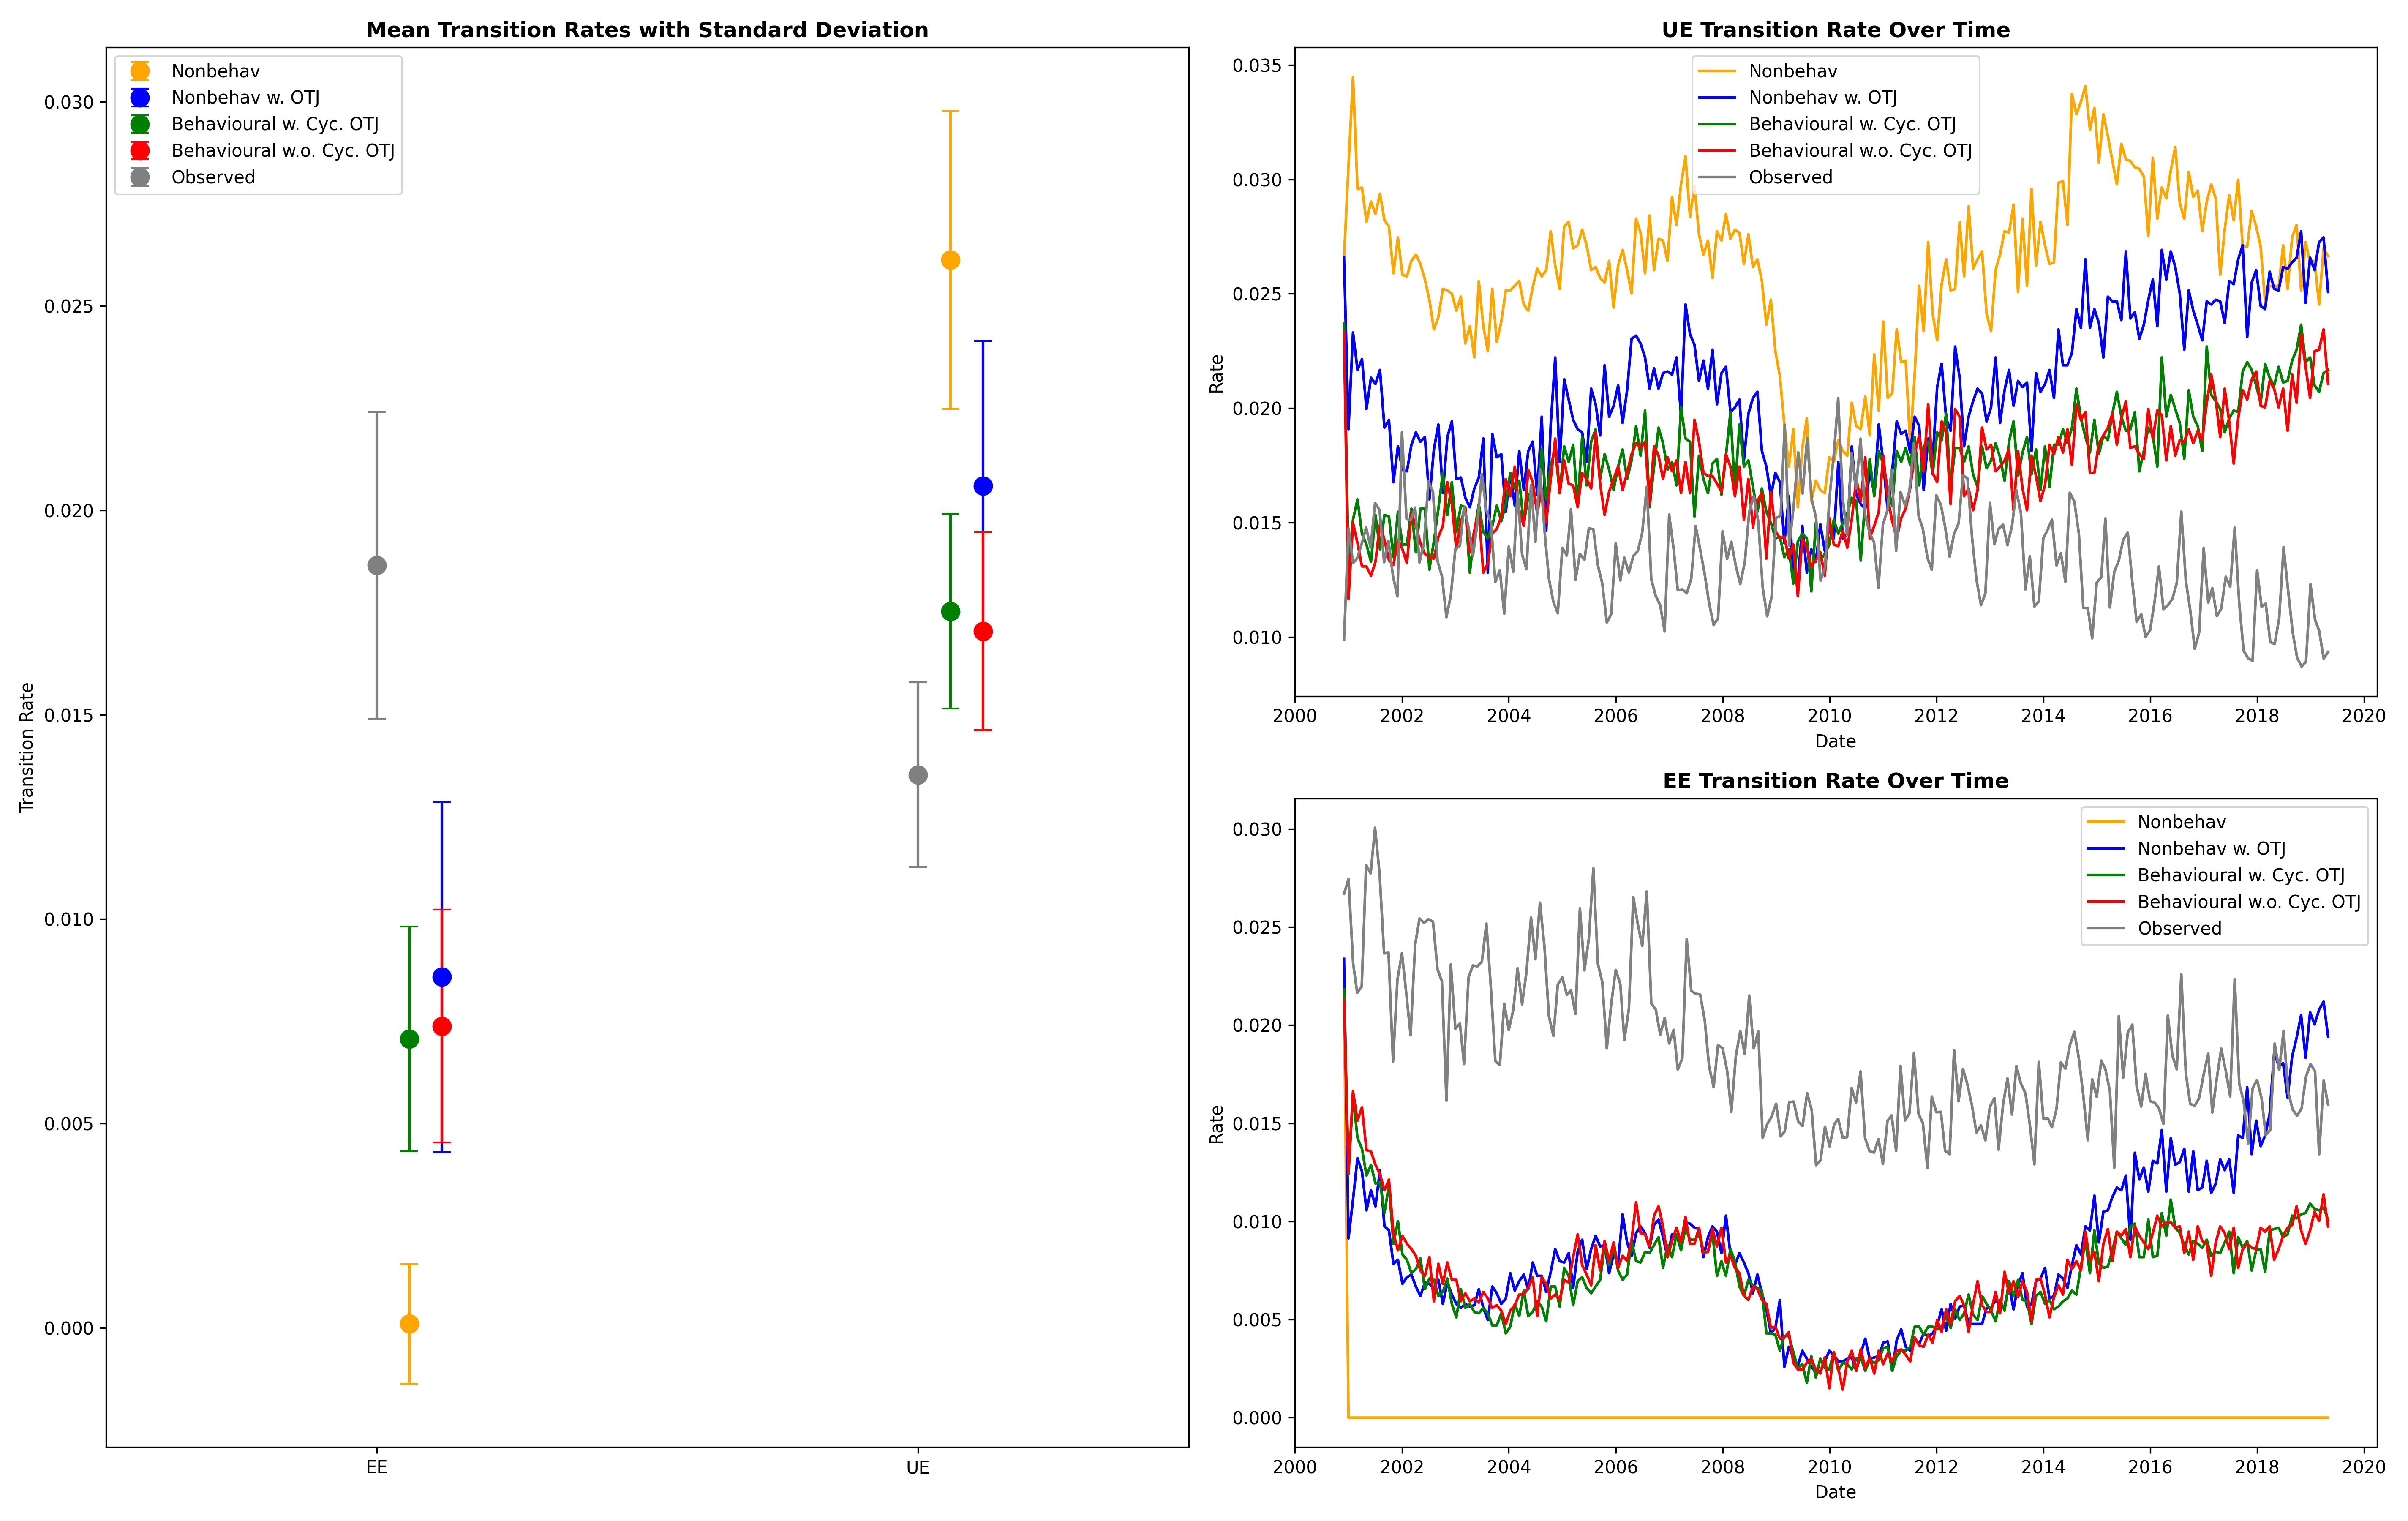 Mean Transition Rates with Standard Deviation
Nonbehav
Nonbehav w. OTJ
Behavioural w. Cyc. OTJ
Behavioural w.o. Cyc. OTJ
Observed
Transition Rate
0.030
0.025
0.020
0.015
0.010
0.005
0.000
EE
UE
UE Transition Rate Over Time
Nonbehav
Nonbehav w. OTJ
Behavioural w. Cyc. OTJ
Behavioural w.o. Cyc. OTJ
Observed
Rate
0.035
0.030
0.025
0.020
0.015
0.010
2000 2002 2004 2006 2008 2010 2012 2014 2016 2018 2020
Date
EE Transition Rate Over Time
Nonbehav
Nonbehav w. OTJ
Behavioural w. Cyc. OTJ
Behavioural w.o. Cyc. OTJ
Observed
Rate
0.030
0.025
0.020
0.015
0.010
0.005
0.000
2000 2002 2004 2006 2008 2010 2012 2014 2016 2018 2020
Date